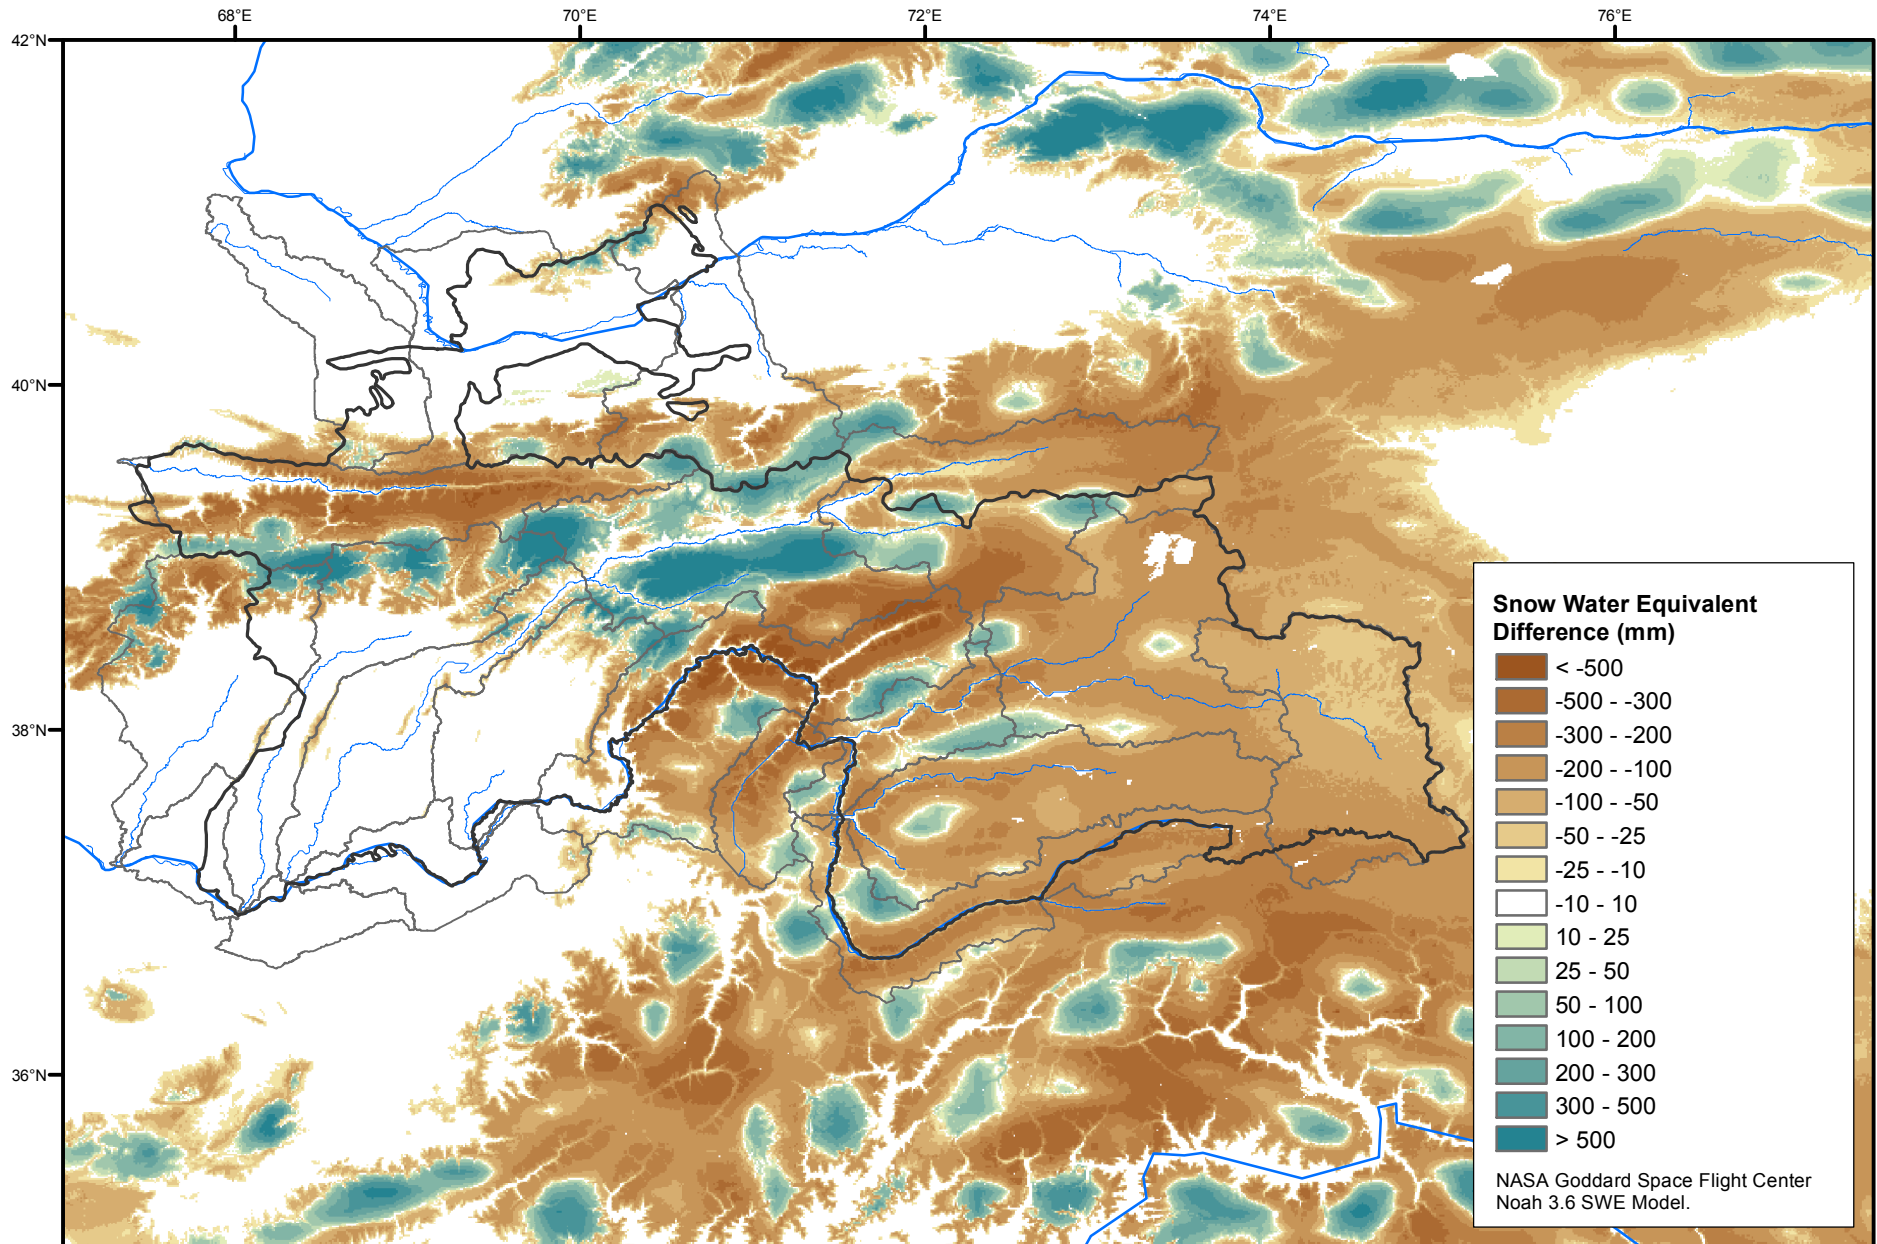 68°E 70°E 72°E 74°E 76°E
42°N
40°N
38°N
36°N
Snow Water Equivalent
Difference (mm)
< -500
-500 - -300
-300 - -200
-200 - -100
-100 - -50
-50 - -25
-25 - -10
-10 - 10
10 - 25
25 - 50
50 - 100
100 - 200
200 - 300
300 - 500
> 500
NASA Goddard Space Flight Center
Noah 3.6 SWE Model.